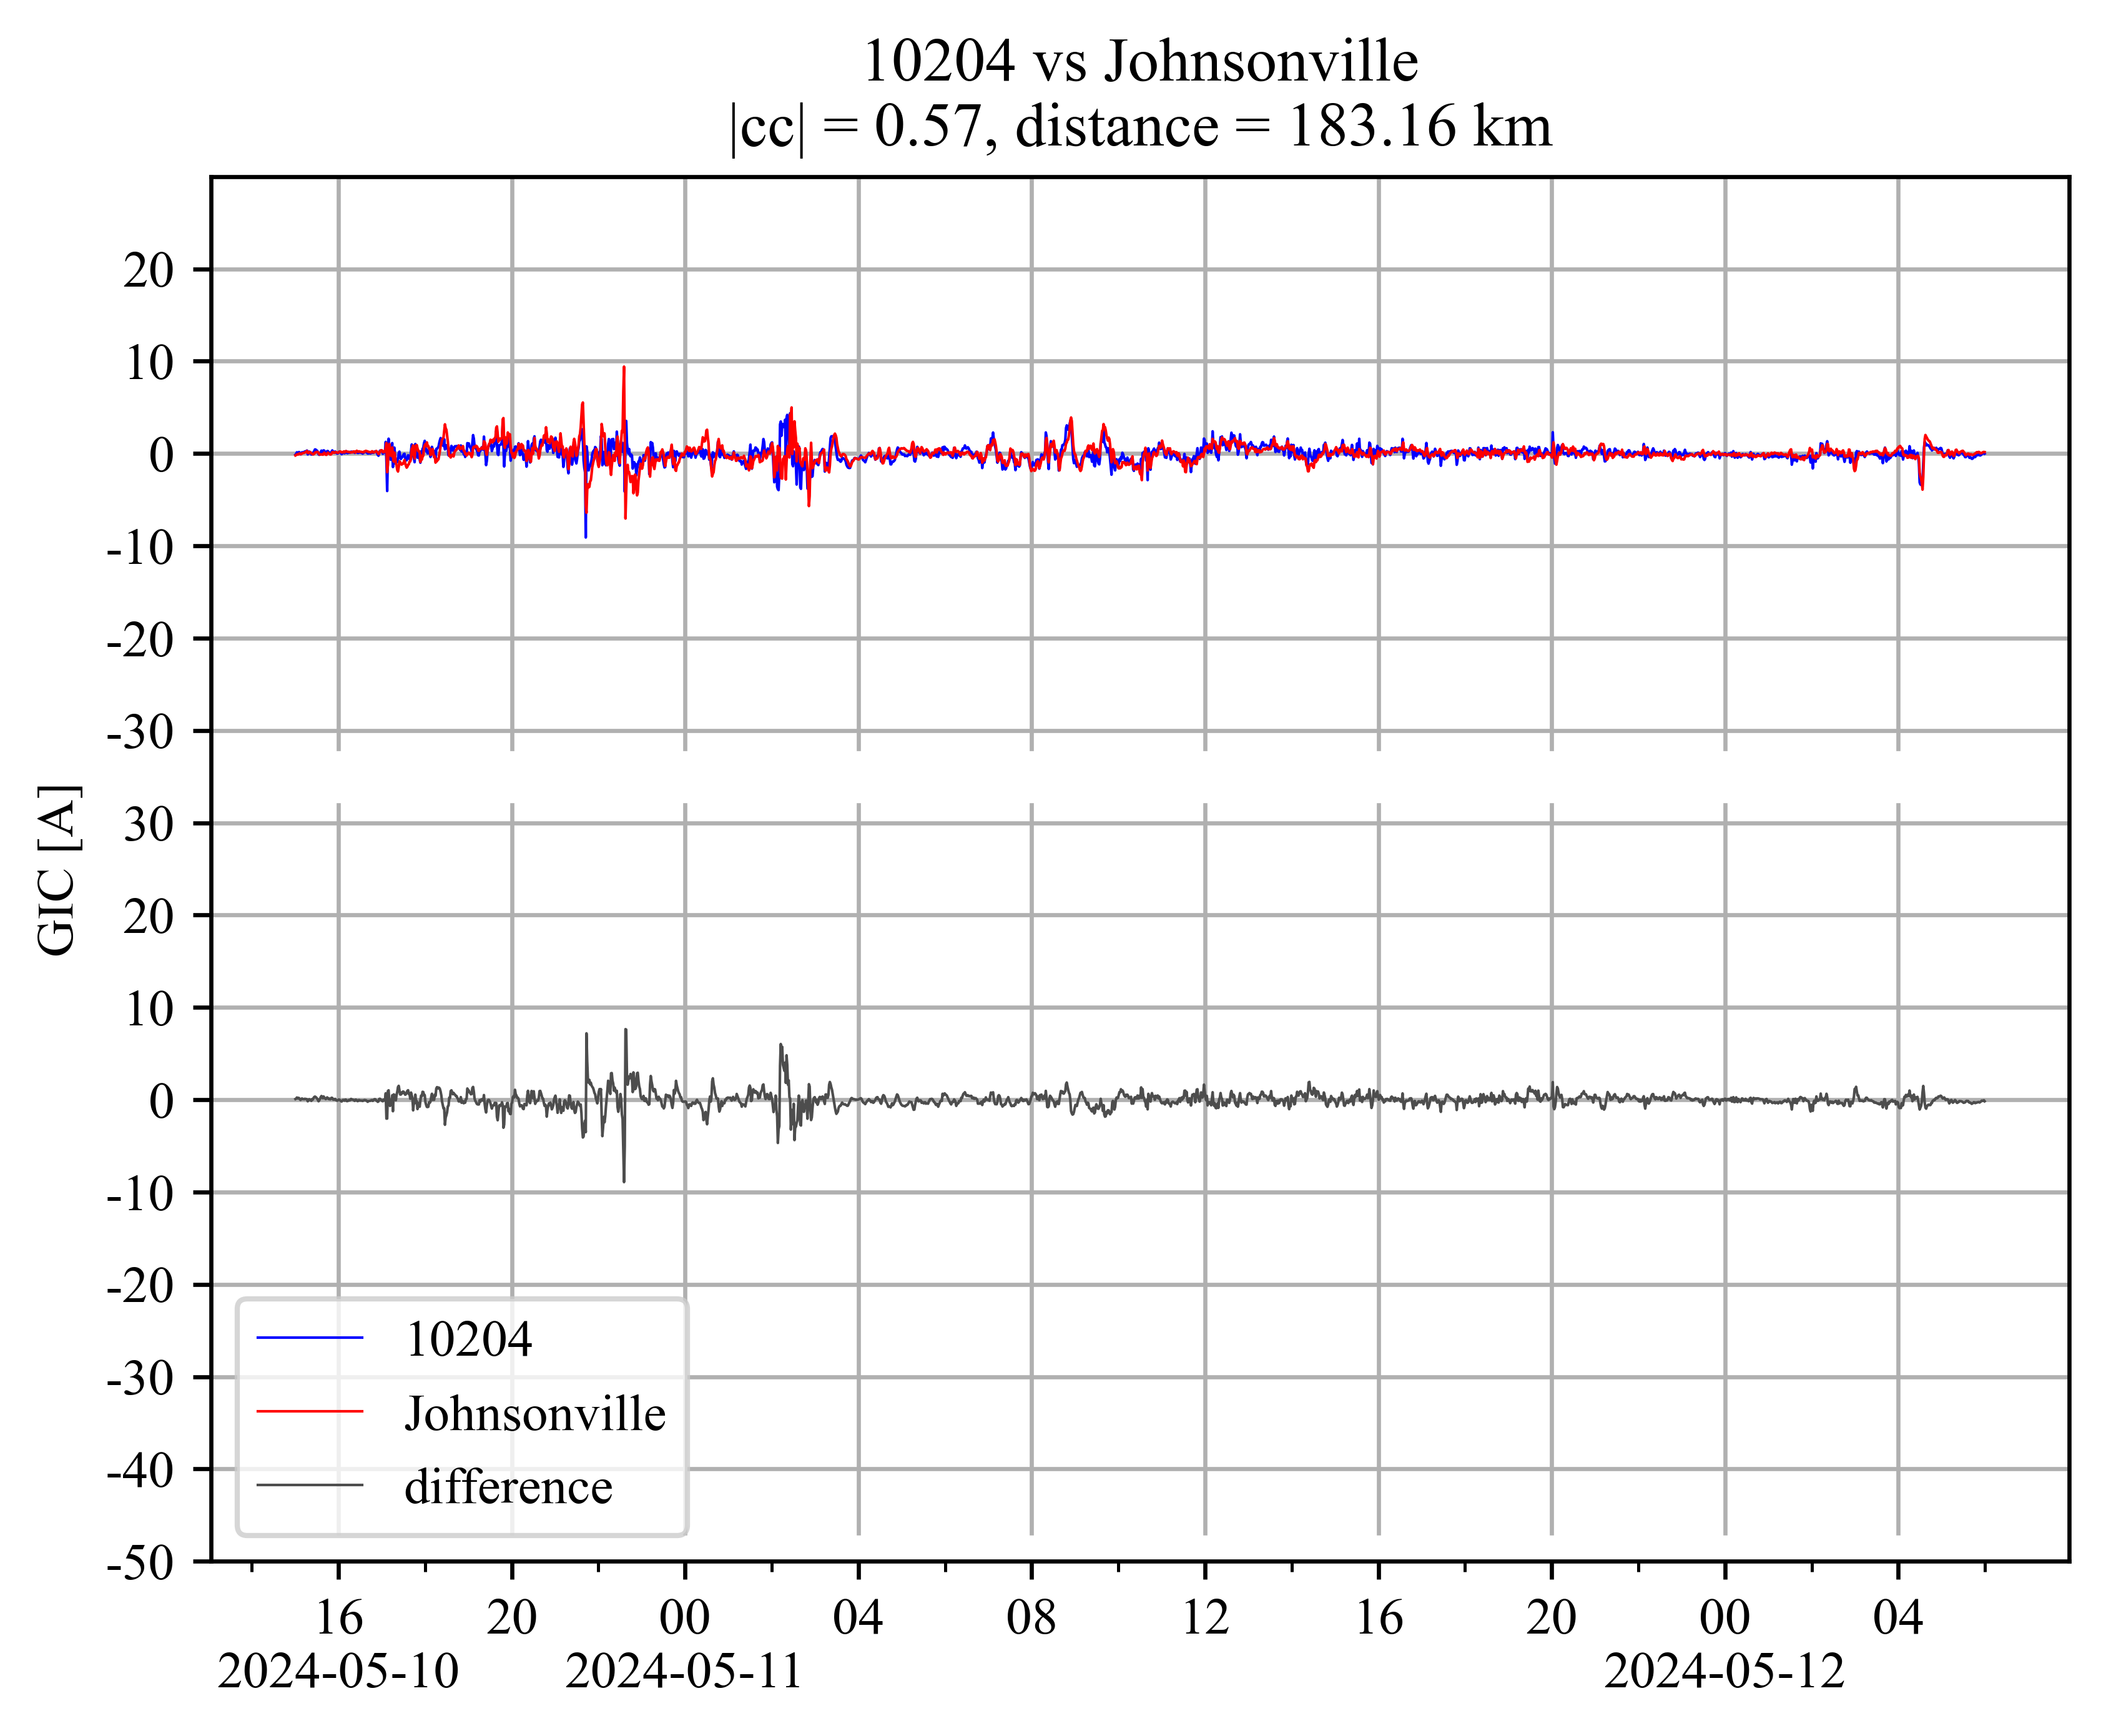 10204 vs Johnsonville
|cc| = 0.57, distance = 183.16 km
GIC [A]
20
10
0
-10
-20
-30
30
20
10
0
-10
-20
-30
-40
-50
10204
Johnsonville
difference
16 20 00 04 08 12 16 20 00 04
2024-05-10 2024-05-11 2024-05-12